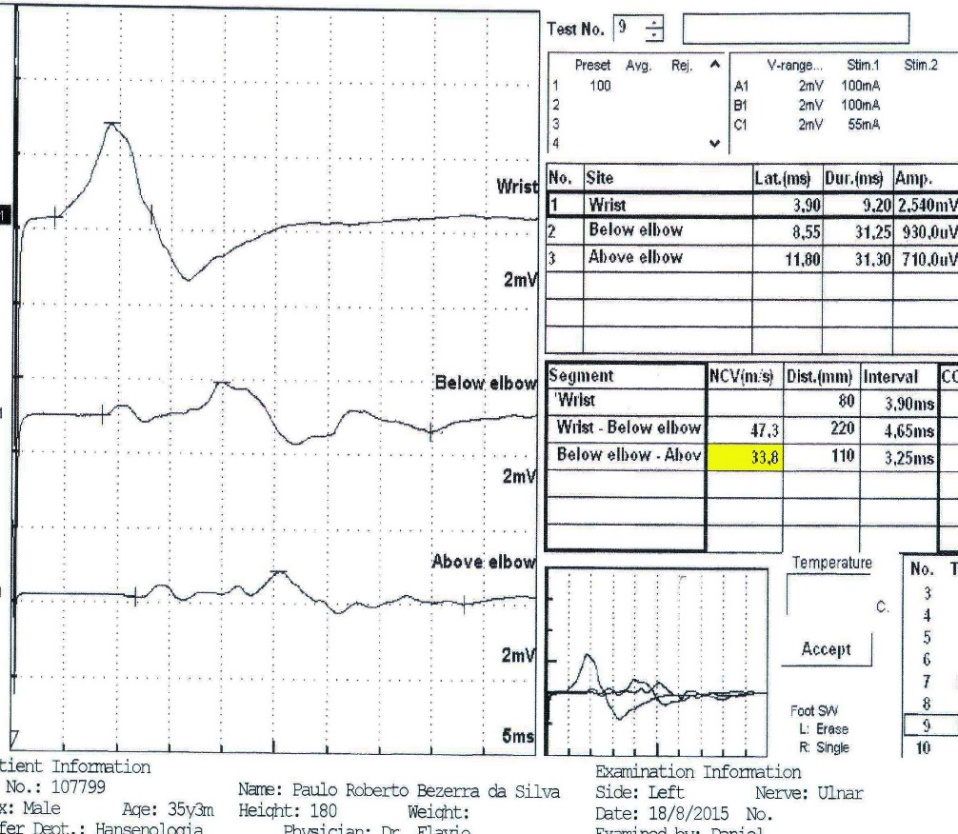 Test No. 9
Preset Avg. Rej.
1 100
2
3
4
V-range... Stim.1 Stim.2
A1 2mV 100mA
B1 2mV 100mA
C1 2mV 55mA
No. Site Lat.(ms) Dur.(ms) Amp.
1 Wrist 3,90 9,20 2,540mV
2 Below elbow 8,55 31,25 930,0uV
3 Above elbow 11,80 31,30 710,0uV
Wrist
2mV
Below elbow
2mV
Above elbow
2mV
5ms
7
Segment NCV(m/s) Dist.(mm) Interval CO
'Wrist 80 3,90ms
Wrist - Below elbow 47,3 220 4,65ms
Below elbow - Abov 33,8 110 3,25ms
Temperature
C.
Accept
Foot SW
L: Erase
R: Single
No. T
3
4
5
6
7
8
9
10
tient Information
No.: 107799 Name: Paulo Roberto Bezerra da Silva
x: Male Age: 35y3m Height: 180 Weight:
fer Dept.: Hansenologia Physician: Dr. Flavio
Examination Information
Side: Left Nerve: Ulnar
Date: 18/8/2015 No.
Examined by: Daniel